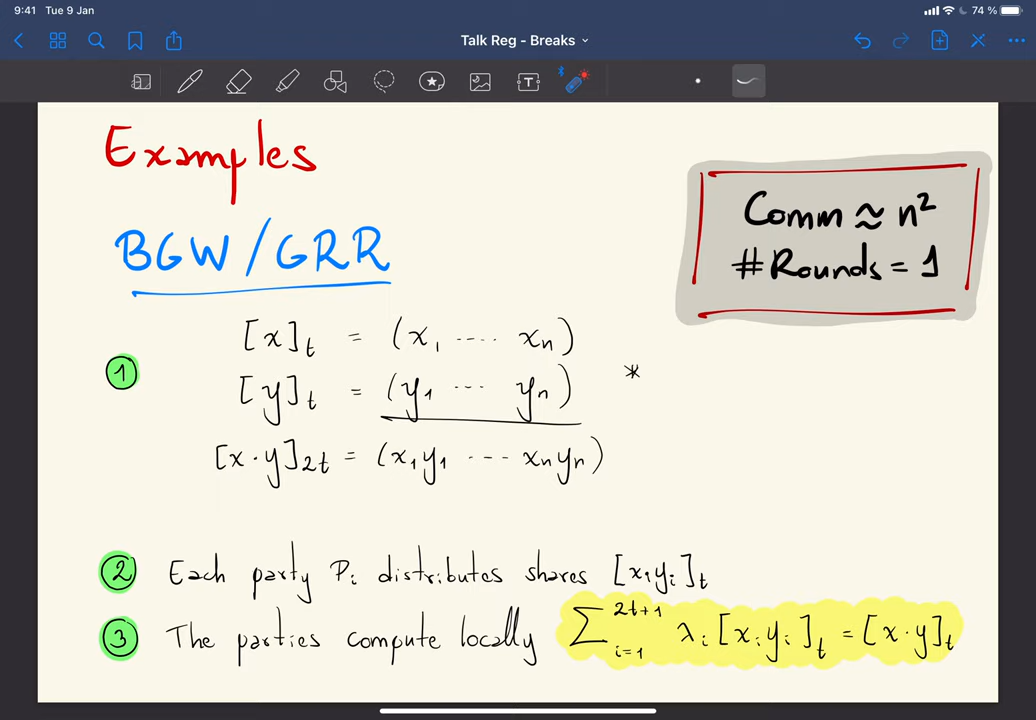 9:41 Tue 9 Jan
74 %
Talk Reg - Breaks
Examples
Comm ≈ n²
#Rounds = 1
BGW/GRR
① [x]ₜ = (x₁ ···· xₙ)
[y]ₜ = (y₁ ··· yₙ) *
[x·y]₂ₜ = (x₁y₁ --- xₙyₙ)
② Each party Pᵢ distributes shares [xᵢyᵢ]ₜ
③ The parties compute locally ∑_{i=1}^{2t+1} λᵢ[xᵢyᵢ]ₜ = [x·y]ₜ